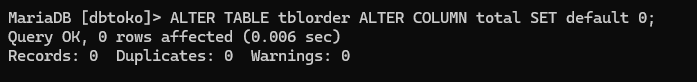 MariaDB [dbtoko]> ALTER TABLE tblorder ALTER COLUMN total SET default 0;
Query OK, 0 rows affected (0.006 sec)
Records: 0  Duplicates: 0  Warnings: 0